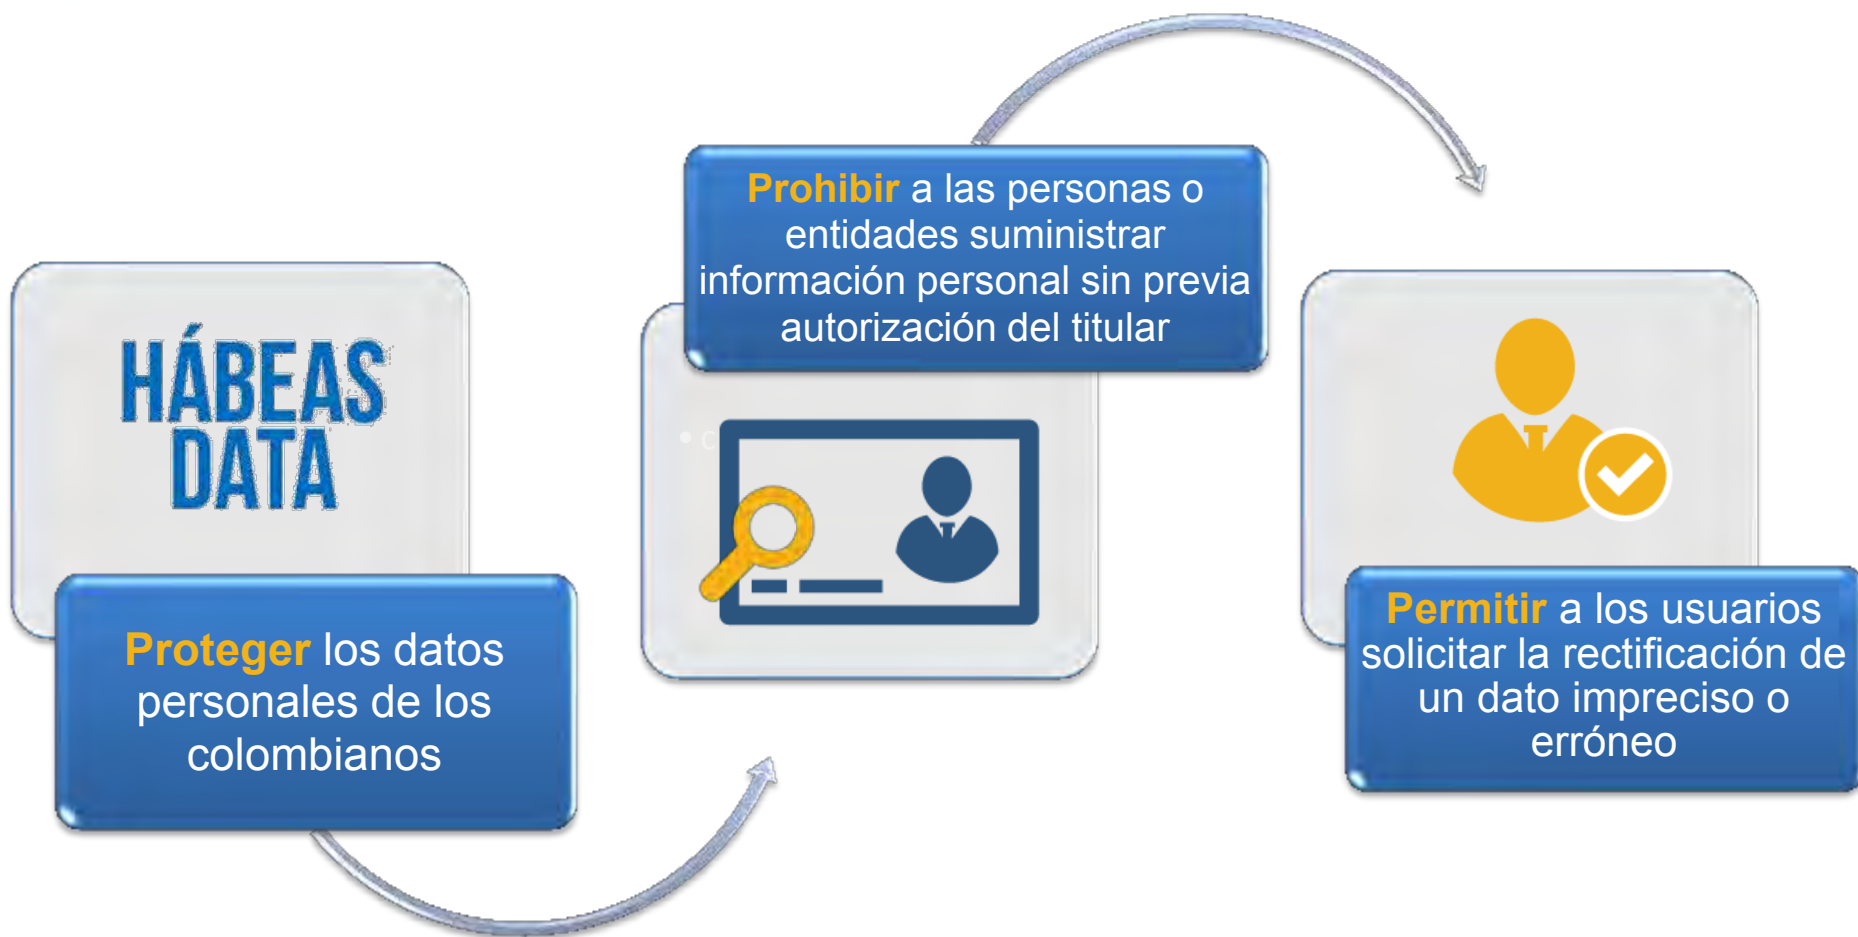 HÁBEAS
DATA
Proteger los datos
personales de los
colombianos
Prohibir a las personas o
entidades suministrar
información personal sin previa
autorización del titular
Permitir a los usuarios
solicitar la rectificación de
un dato impreciso o
erróneo